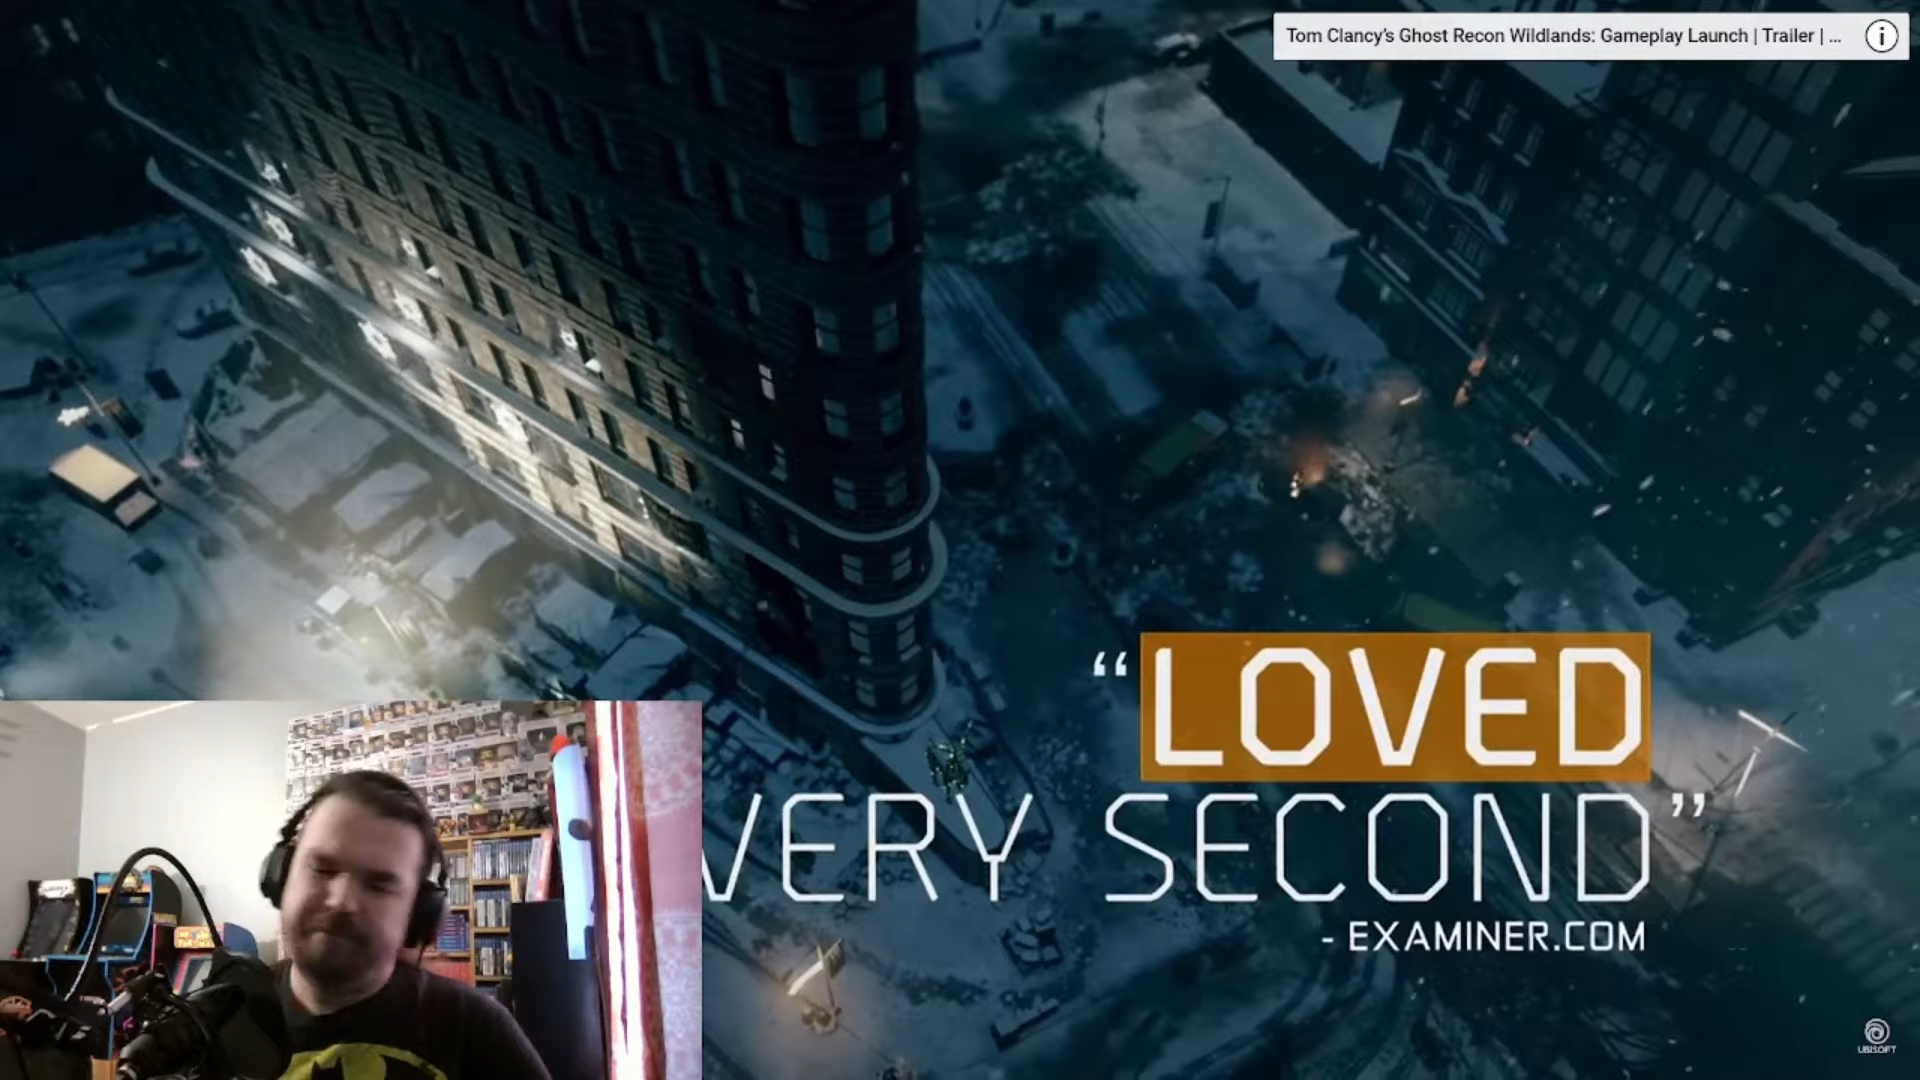 Tom Clancy's Ghost Recon Wildlands: Gameplay Launch | Trailer | ...
“LOVED
VERY SECOND”
- EXAMINER.COM
UBISOFT